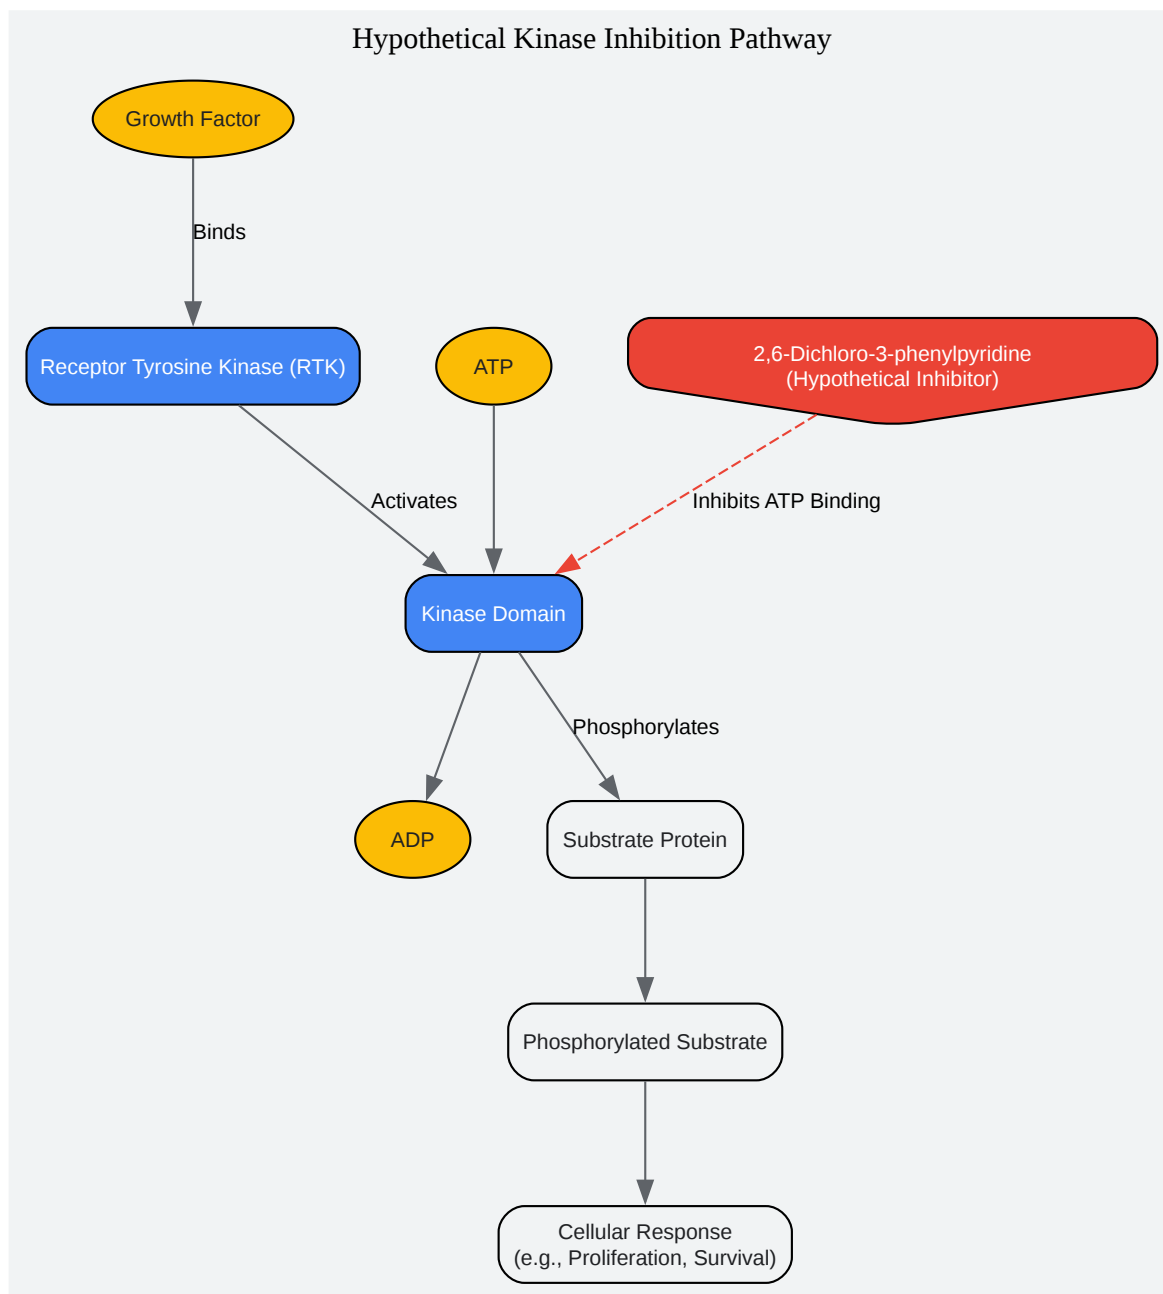 Hypothetical Kinase Inhibition Pathway
Growth Factor
Binds
Receptor Tyrosine Kinase (RTK)
ATP
2,6-Dichloro-3-phenylpyridine
(Hypothetical Inhibitor)
Activates
Inhibits ATP Binding
Kinase Domain
Phosphorylates
ADP
Substrate Protein
Phosphorylated Substrate
Cellular Response
(e.g., Proliferation, Survival)